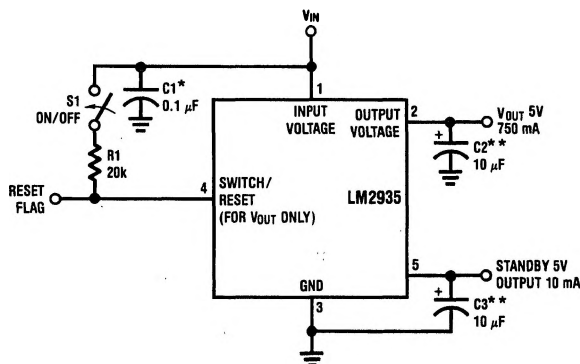 VIN
C1*
0.1 μF
S1
ON/OFF
R1
20k
RESET
FLAG
1
INPUT
VOLTAGE
OUTPUT
VOLTAGE
2
VOUT 5V
750 mA
C2**
10 μF
4
SWITCH/
RESET
(FOR VOUT ONLY)
LM2935
5
STANDBY 5V
OUTPUT 10 mA
GND
3
C3**
10 μF
+
+